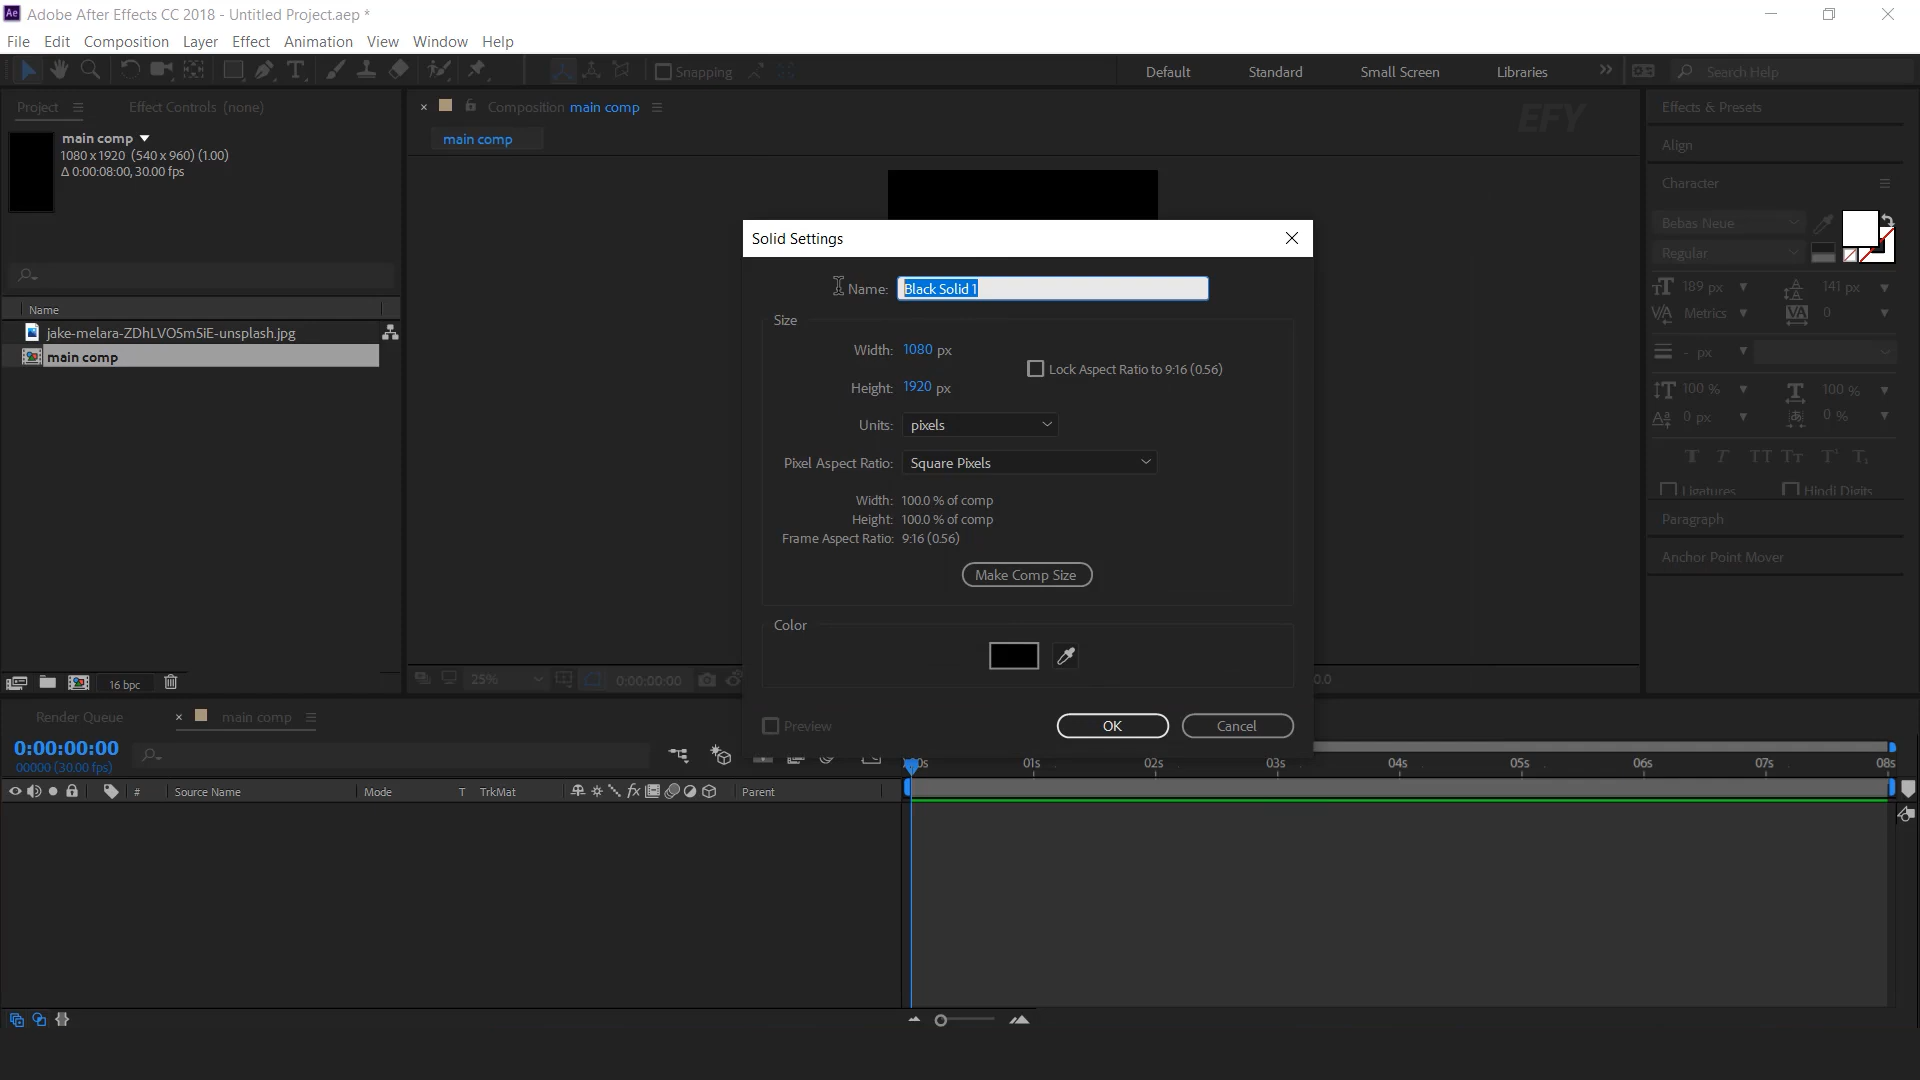 Ae Adobe After Effects CC 2018 - Untitled Project.aep *
File Edit Composition Layer Effect Animation View Window Help
Snapping Default Standard Small Screen Libraries Search Help
Project Effect Controls (none)
Composition main comp
EFY
Effects & Presets
main comp
1080 x 1920 (540 x 960) (1.00)
Δ 0:00:08:00, 30.00 fps
main comp
Align
Character
Bebas Neue
Regular
189 px 141 px
Metrics 0
- px
100 % 100 %
0 px 0 %
Ligatures Hindi Digits
Paragraph
Anchor Point Mover
Solid Settings
Name: Black Solid 1
Size
Width: 1080 px
Lock Aspect Ratio to 9:16 (0.56)
Height: 1920 px
Units: pixels
Pixel Aspect Ratio: Square Pixels
Width: 100.0 % of comp
Height: 100.0 % of comp
Frame Aspect Ratio: 9:16 (0.56)
Make Comp Size
Color
Preview OK Cancel
Name
jake-melara-ZDhLVO5m5iE-unsplash.jpg
main comp
16 bpc
25% 0:00:00:00
Render Queue main comp
0:00:00:00
00000 (30.00 fps)
01s 02s 03s 04s 05s 06s 07s 08s
# Source Name Mode T TrkMat fx Parent